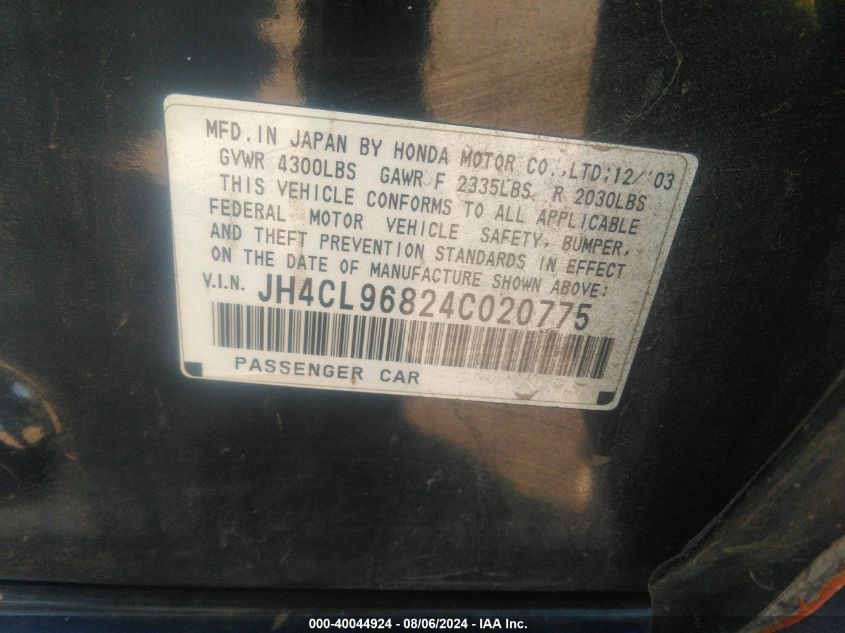 MFD. IN JAPAN BY HONDA MOTOR CO., LTD; 12/'03
GVWR 4300LBS GAWR F 2335LBS, R 2030LBS
THIS VEHICLE CONFORMS TO ALL APPLICABLE
FEDERAL MOTOR VEHICLE SAFETY, BUMPER,
AND THEFT PREVENTION STANDARDS IN EFFECT
ON THE DATE OF MANUFACTURE SHOWN ABOVE:
V.I.N. JH4CL96824C020775
PASSENGER CAR
000-40044924 - 08/06/2024 - IAA Inc.